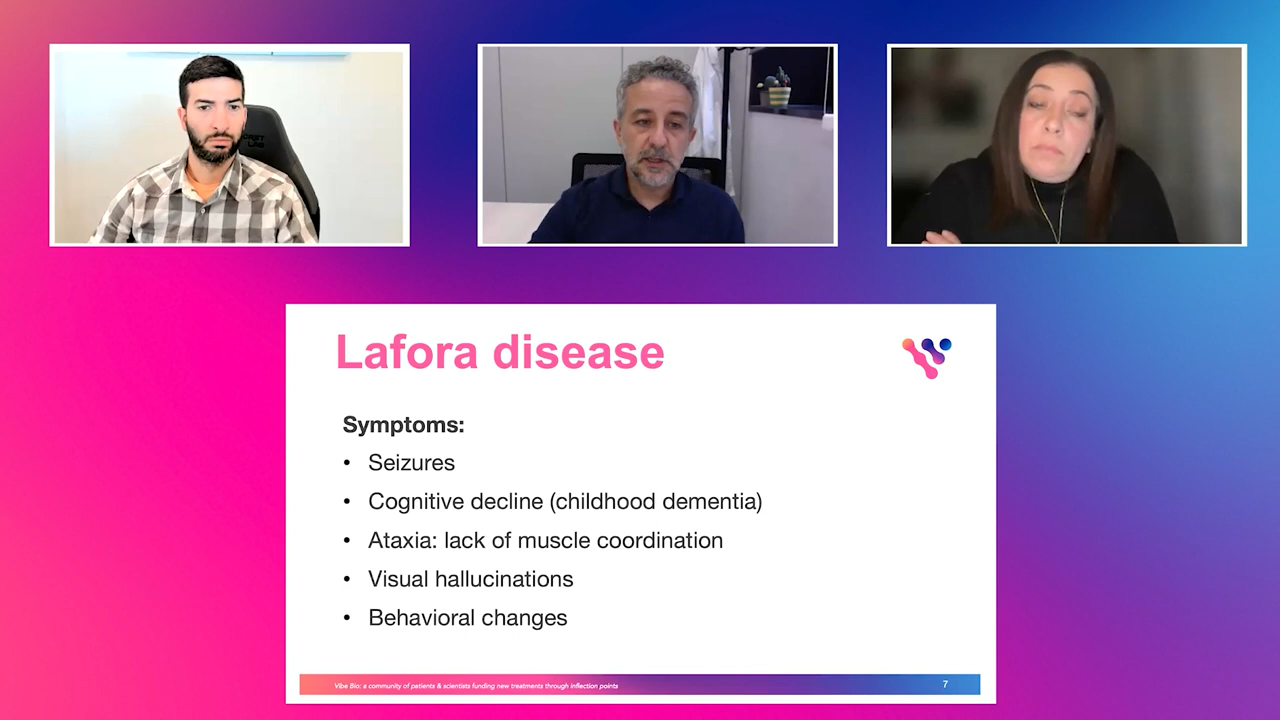 Lafora disease
Symptoms:
• Seizures
• Cognitive decline (childhood dementia)
• Ataxia: lack of muscle coordination
• Visual hallucinations
• Behavioral changes
Vibe Bio: a community of patients & scientists funding new treatments through inflection points
7